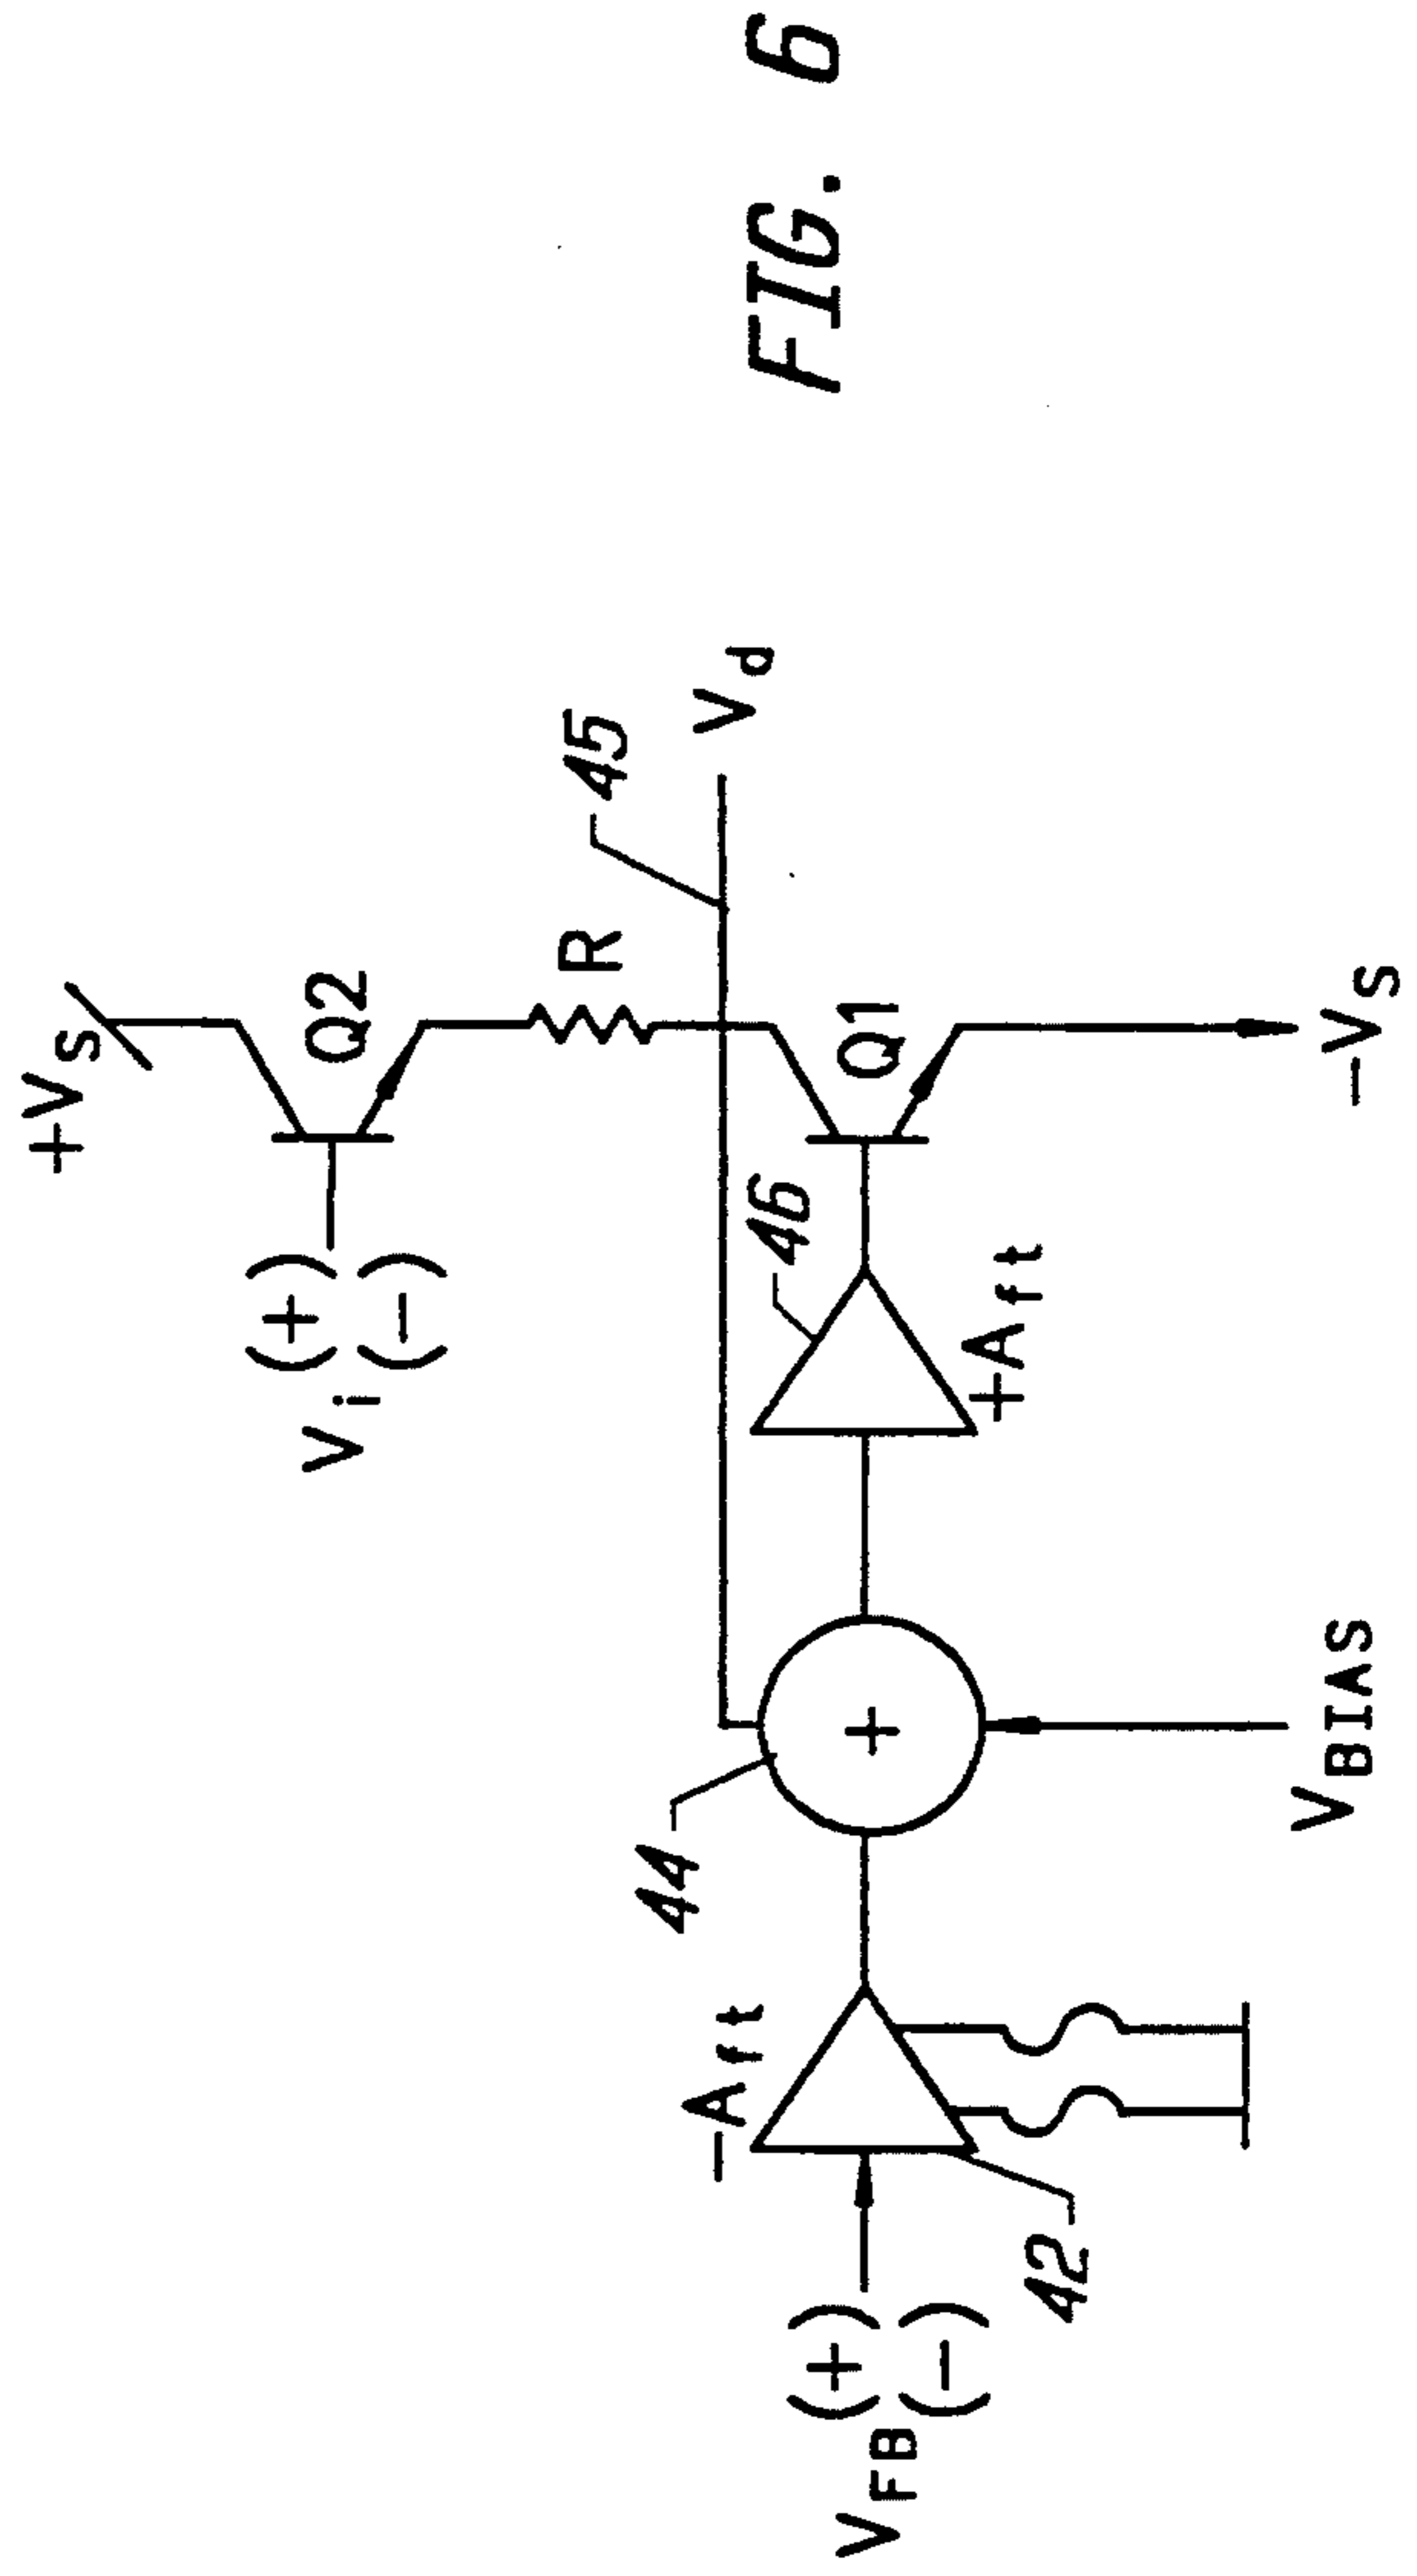 +VS
Q2
Vi (+)
(-)
R
45
Vd
46
Q1
+Aft
-VS
44
-Aft
VBIAS
VFB (+)
(-)
42
FIG. 6
+